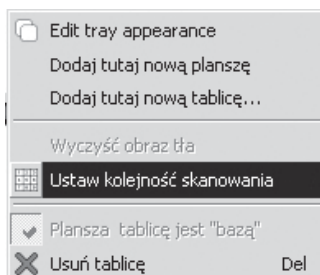 Edit tray appearance
Dodaj tutaj nową planszę
Dodaj tutaj nową tablicę...
Wyczyść obraz tła
Ustaw kolejność skanowania
Plansza tablicę jest "bazą"
Usuń tablicę Del